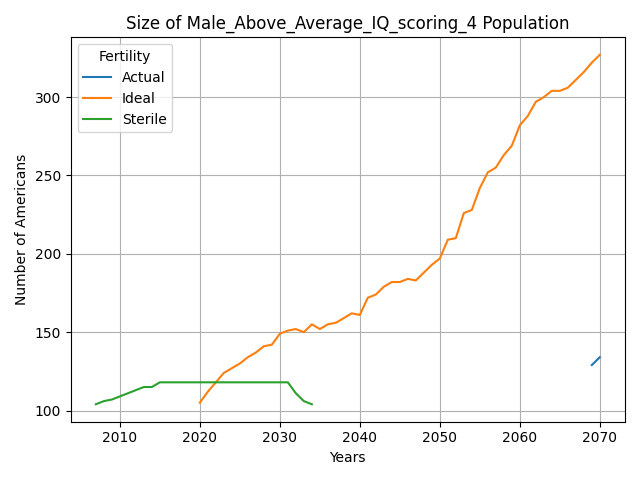 Size of Male_Above_Average_IQ_scoring_4 Population
Fertility
Actual
Ideal
Sterile
Number of Americans
300
250
200
150
100
2010 2020 2030 2040 2050 2060 2070
Years